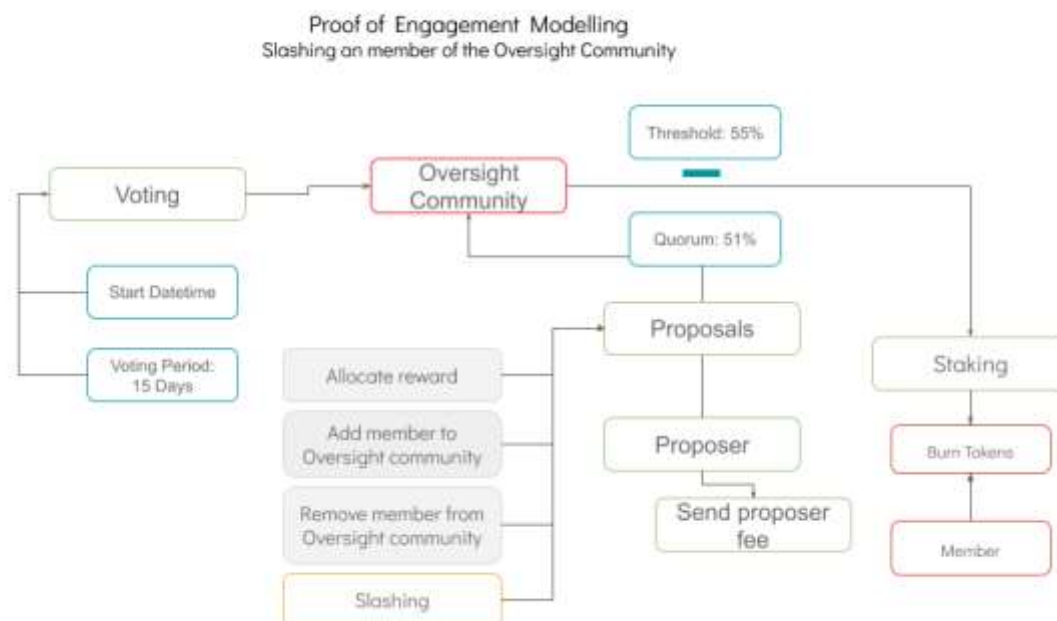 Proof of Engagement Modelling
Slashing an member of the Oversight Community
Threshold: 55%
Voting
Oversight
Community
Quorum: 51%
Start Datetime
Proposals
Voting Period:
15 Days
Allocate reward
Staking
Add member to
Oversight community
Proposer
Burn Tokens
Remove member from
Oversight community
Send proposer
fee
Member
Slashing